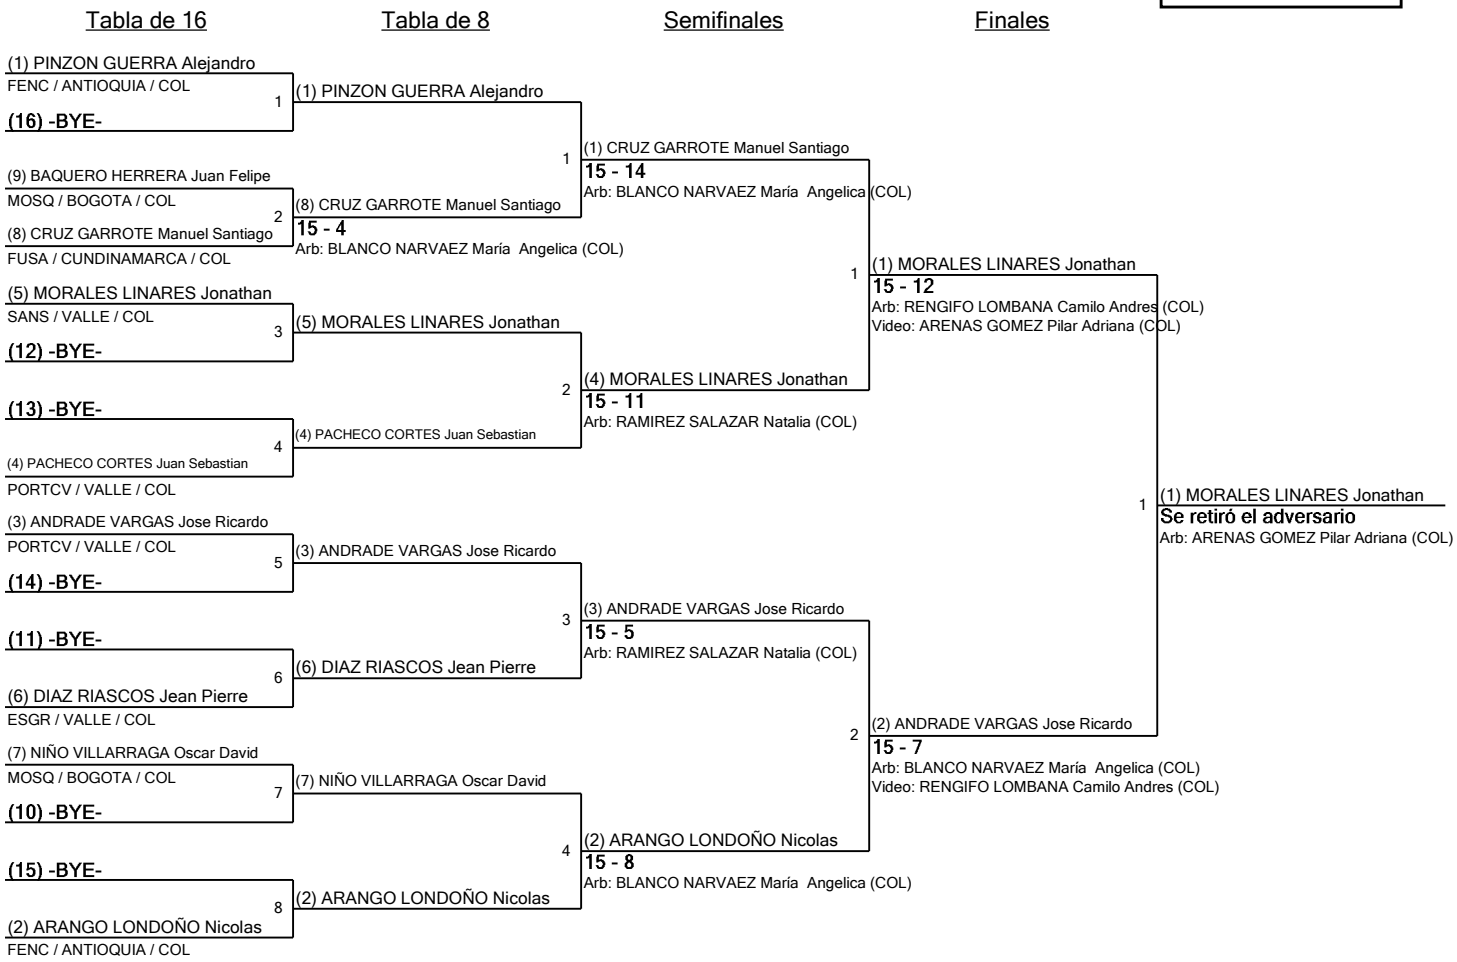 Tabla de 16
Tabla de 8
Semifinales
Finales
(1) PINZON GUERRA Alejandro
FENC / ANTIOQUIA / COL
1
(16) -BYE-
(9) BAQUERO HERRERA Juan Felipe
MOSQ / BOGOTA / COL
2
(8) CRUZ GARROTE Manuel Santiago
FUSA / CUNDINAMARCA / COL
(5) MORALES LINARES Jonathan
SANS / VALLE / COL
3
(12) -BYE-
(13) -BYE-
4
(4) PACHECO CORTES Juan Sebastian
PORTCV / VALLE / COL
(3) ANDRADE VARGAS Jose Ricardo
PORTCV / VALLE / COL
5
(14) -BYE-
(11) -BYE-
6
(6) DIAZ RIASCOS Jean Pierre
ESGR / VALLE / COL
(7) NIÑO VILLARRAGA Oscar David
MOSQ / BOGOTA / COL
7
(10) -BYE-
(15) -BYE-
8
(2) ARANGO LONDOÑO Nicolas
FENC / ANTIOQUIA / COL
(1) PINZON GUERRA Alejandro
1
(8) CRUZ GARROTE Manuel Santiago
15 - 4
Arb: BLANCO NARVAEZ María  Angelica (COL)
(5) MORALES LINARES Jonathan
2
(4) PACHECO CORTES Juan Sebastian
(3) ANDRADE VARGAS Jose Ricardo
3
(6) DIAZ RIASCOS Jean Pierre
(7) NIÑO VILLARRAGA Oscar David
4
(2) ARANGO LONDOÑO Nicolas
(1) CRUZ GARROTE Manuel Santiago
15 - 14
Arb: BLANCO NARVAEZ María  Angelica (COL)
1
(4) MORALES LINARES Jonathan
15 - 11
Arb: RAMIREZ SALAZAR Natalia (COL)
(3) ANDRADE VARGAS Jose Ricardo
15 - 5
Arb: RAMIREZ SALAZAR Natalia (COL)
2
(2) ARANGO LONDOÑO Nicolas
15 - 8
Arb: BLANCO NARVAEZ María  Angelica (COL)
(1) MORALES LINARES Jonathan
15 - 12
Arb: RENGIFO LOMBANA Camilo Andres (COL)
Video: ARENAS GOMEZ Pilar Adriana (COL)
1
(2) ANDRADE VARGAS Jose Ricardo
15 - 7
Arb: BLANCO NARVAEZ María  Angelica (COL)
Video: RENGIFO LOMBANA Camilo Andres (COL)
(1) MORALES LINARES Jonathan
Se retiró el adversario
Arb: ARENAS GOMEZ Pilar Adriana (COL)